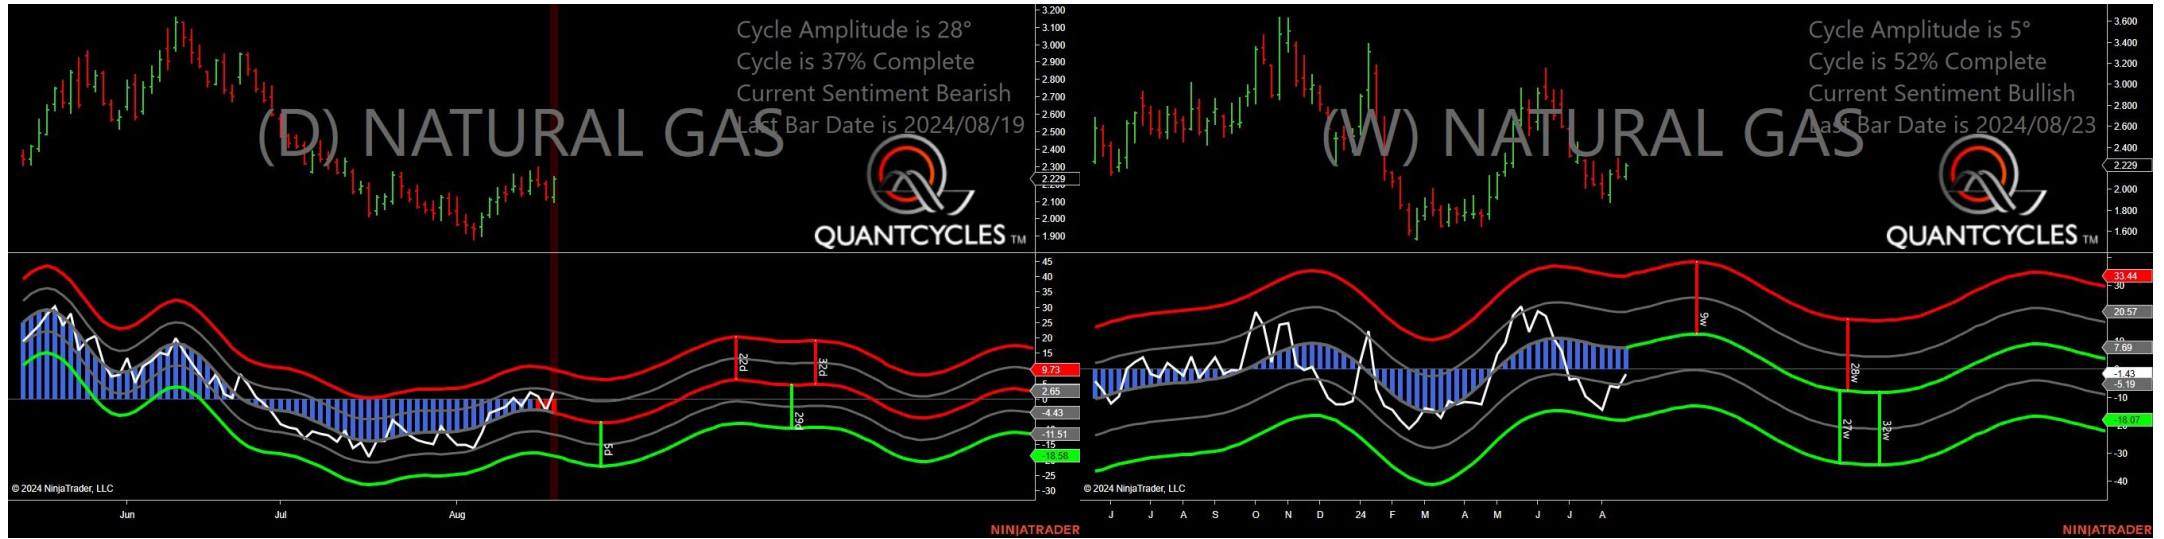 Cycle Amplitude is 28°
Cycle is 37% Complete
Current Sentiment Bearish
Last Bar Date is 2024/08/19
(D) NATURAL GAS
QUANTCYCLES TM
3.200
3.100
3.000
2.900
2.800
2.700
2.600
2.500
2.400
2.300
2.229
2.100
2.000
1.900
45
40
35
30
25
20
15
9.73
2.65
-4.43
-11.51
-15
-18.58
-25
-30
22d
32d
29d
5d
© 2024 NinjaTrader, LLC
Jun
Jul
Aug
NINJATRADER
Cycle Amplitude is 5°
Cycle is 52% Complete
Current Sentiment Bullish
Last Bar Date is 2024/08/23
(W) NATURAL GAS
QUANTCYCLES TM
3.600
3.400
3.200
3.000
2.800
2.600
2.400
2.229
2.000
1.800
1.600
33.44
30
20.57
7.69
-1.43
-5.19
-10
-18.07
-30
-40
9w
28w
27w
32w
© 2024 NinjaTrader, LLC
J
J
A
S
O
N
D
24
F
M
A
M
J
J
A
NINJATRADER